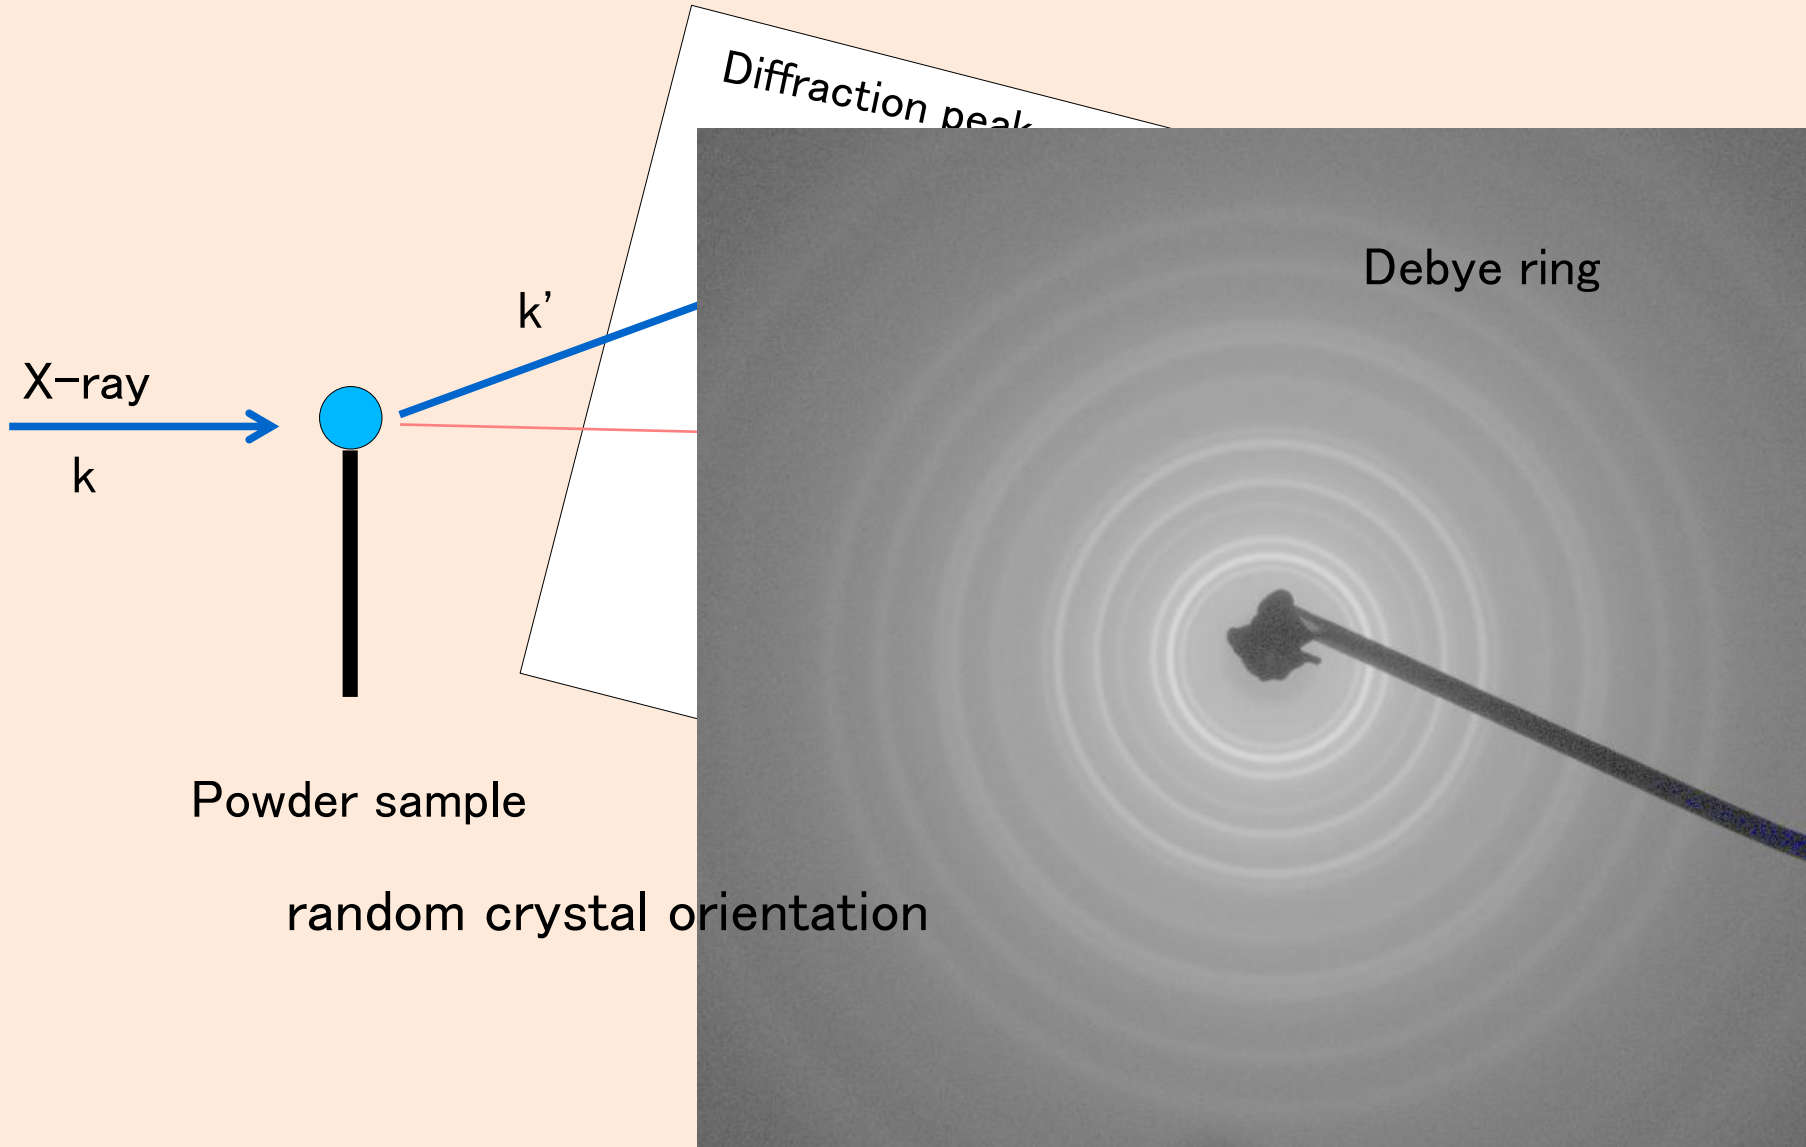 Diffraction peak
Debye ring
k’
X-ray
k
Powder sample
random crystal orientation